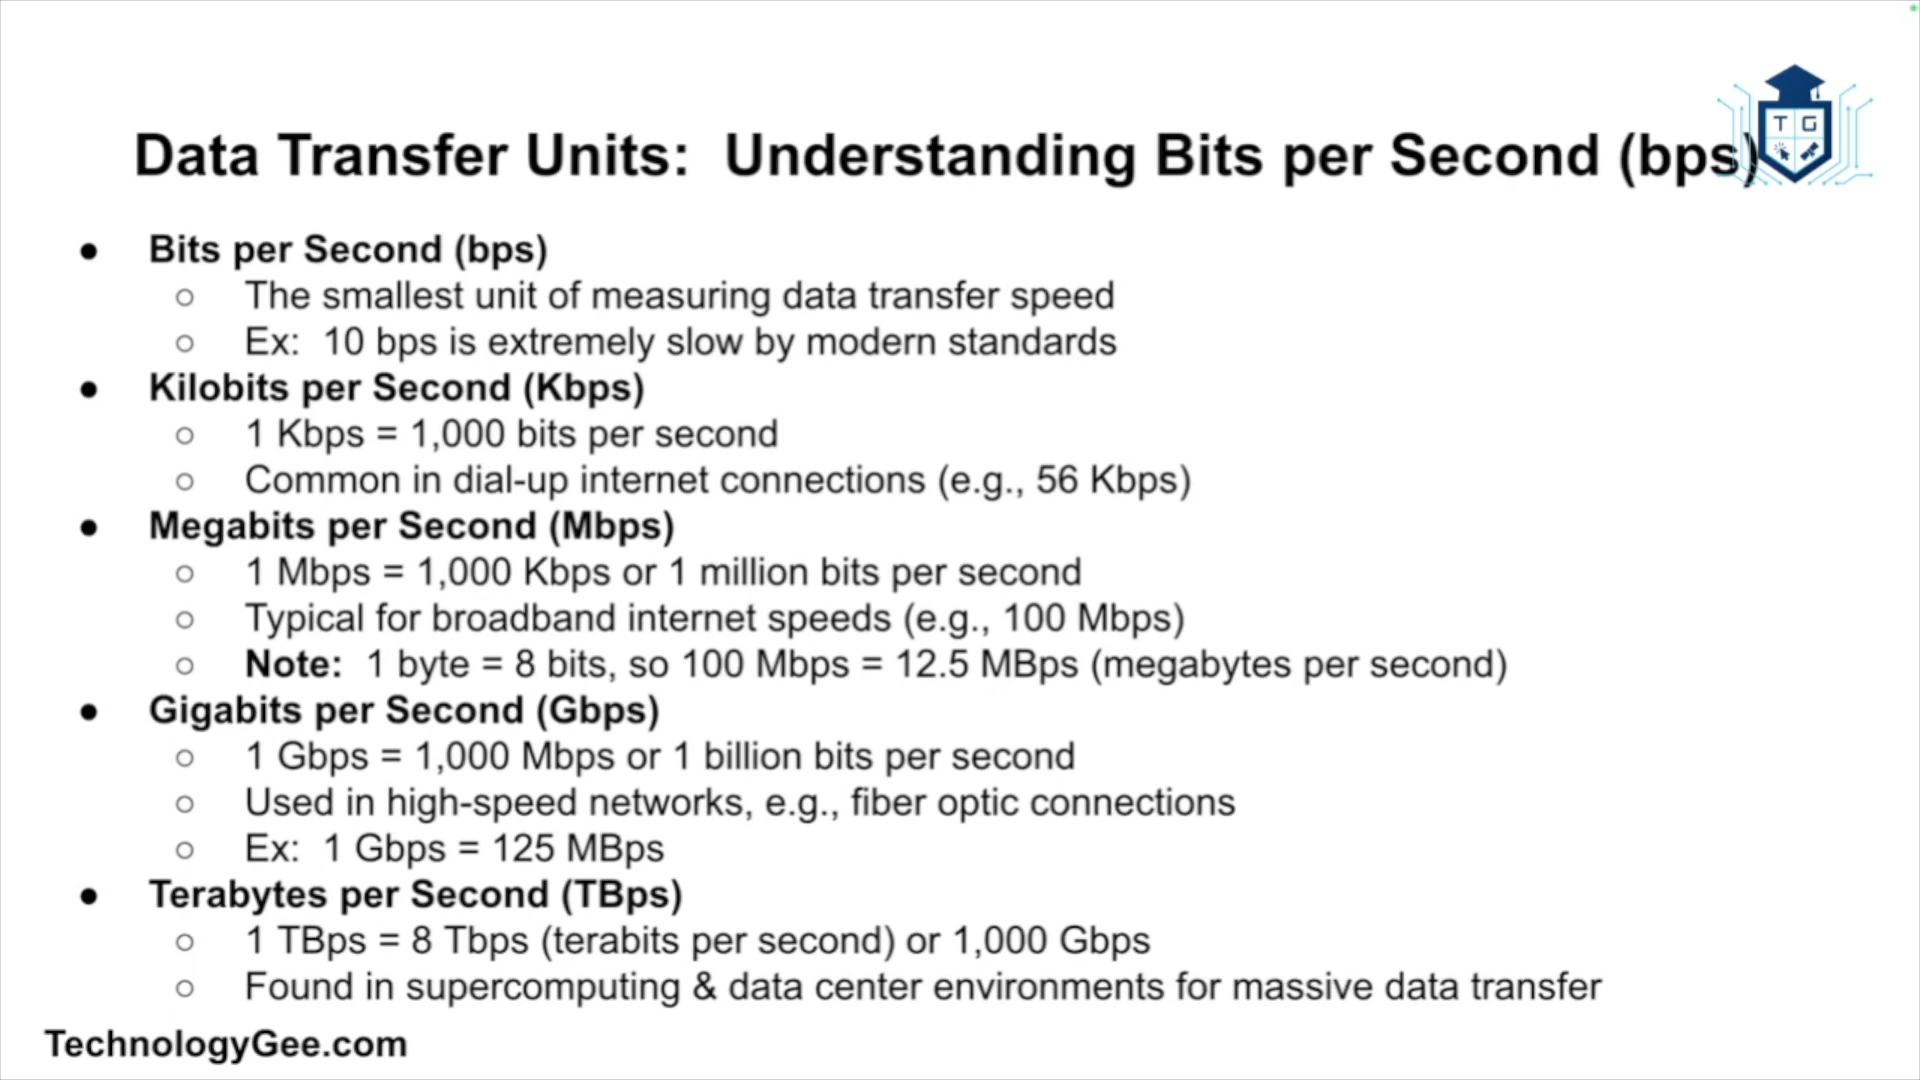 Data Transfer Units:  Understanding Bits per Second (bps)
T G
● Bits per Second (bps)
○ The smallest unit of measuring data transfer speed
○ Ex:  10 bps is extremely slow by modern standards
● Kilobits per Second (Kbps)
○ 1 Kbps = 1,000 bits per second
○ Common in dial-up internet connections (e.g., 56 Kbps)
● Megabits per Second (Mbps)
○ 1 Mbps = 1,000 Kbps or 1 million bits per second
○ Typical for broadband internet speeds (e.g., 100 Mbps)
○ Note:  1 byte = 8 bits, so 100 Mbps = 12.5 MBps (megabytes per second)
● Gigabits per Second (Gbps)
○ 1 Gbps = 1,000 Mbps or 1 billion bits per second
○ Used in high-speed networks, e.g., fiber optic connections
○ Ex:  1 Gbps = 125 MBps
● Terabytes per Second (TBps)
○ 1 TBps = 8 Tbps (terabits per second) or 1,000 Gbps
○ Found in supercomputing & data center environments for massive data transfer
TechnologyGee.com